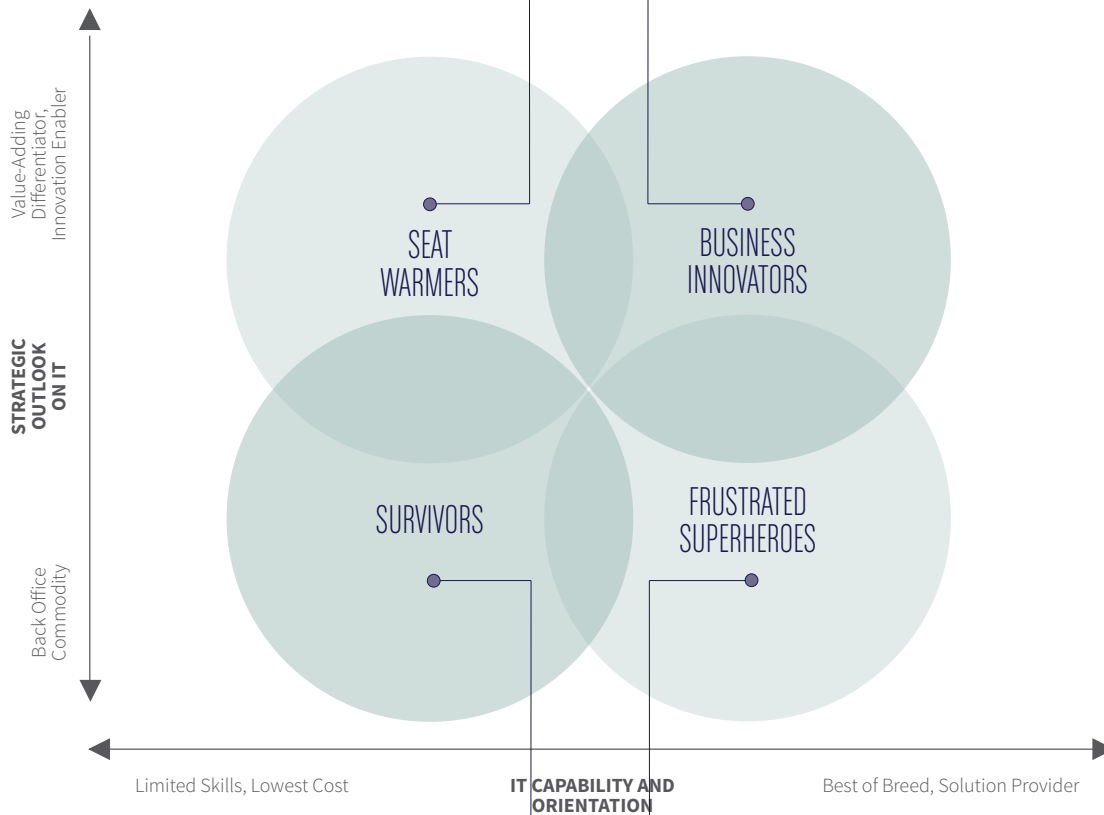 Value-Adding
Differentiator,
Innovation Enabler
SEAT
WARMERS
BUSINESS
INNOVATORS
STRATEGIC
OUTLOOK
ON IT
SURVIVORS
FRUSTRATED
SUPERHEROES
Back Office
Commodity
Limited Skills, Lowest Cost
IT CAPABILITY AND
ORIENTATION
Best of Breed, Solution Provider